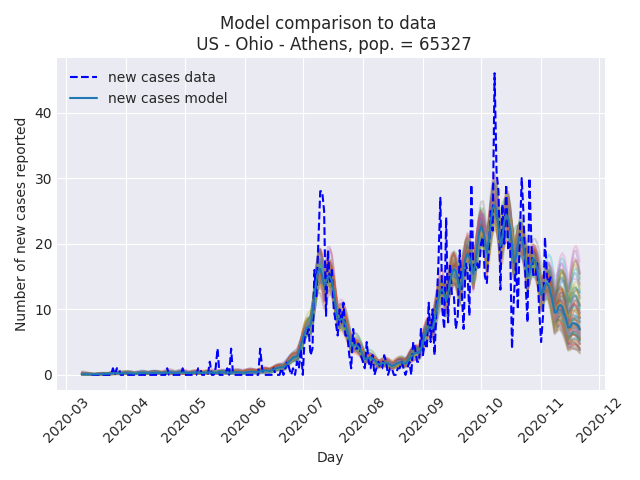 Model comparison to data
US - Ohio - Athens, pop. = 65327
new cases data
new cases model
Number of new cases reported
40
30
20
10
0
2020-03
2020-04
2020-05
2020-06
2020-07
2020-08
2020-09
2020-10
2020-11
2020-12
Day